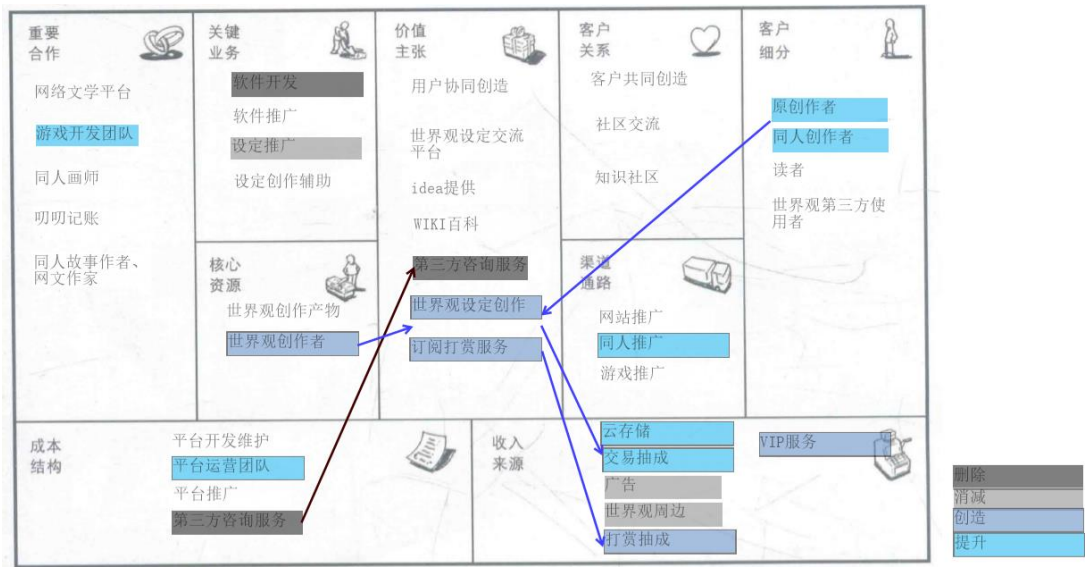 重要
合作
网络文学平台
游戏开发团队
同人画师
叨叨记账
同人故事作者、
网文作家
关键
业务
软件开发
软件推广
设定推广
设定创作辅助
核心
资源
世界观创作产物
世界观创作者
价值
主张
用户协同创造
世界观设定交流
平台
idea提供
WIKI百科
第三方咨询服务
世界观设定创作
订阅打赏服务
客户
关系
客户共同创造
社区交流
知识社区
渠道
通路
网站推广
同人推广
游戏推广
客户
细分
原创作者
同人创作者
读者
世界观第三方使
用者
成本
结构
平台开发维护
平台运营团队
平台推广
第三方咨询服务
收入
来源
云存储
交易抽成
广告
世界观周边
打赏抽成
VIP服务
删除
消减
创造
提升